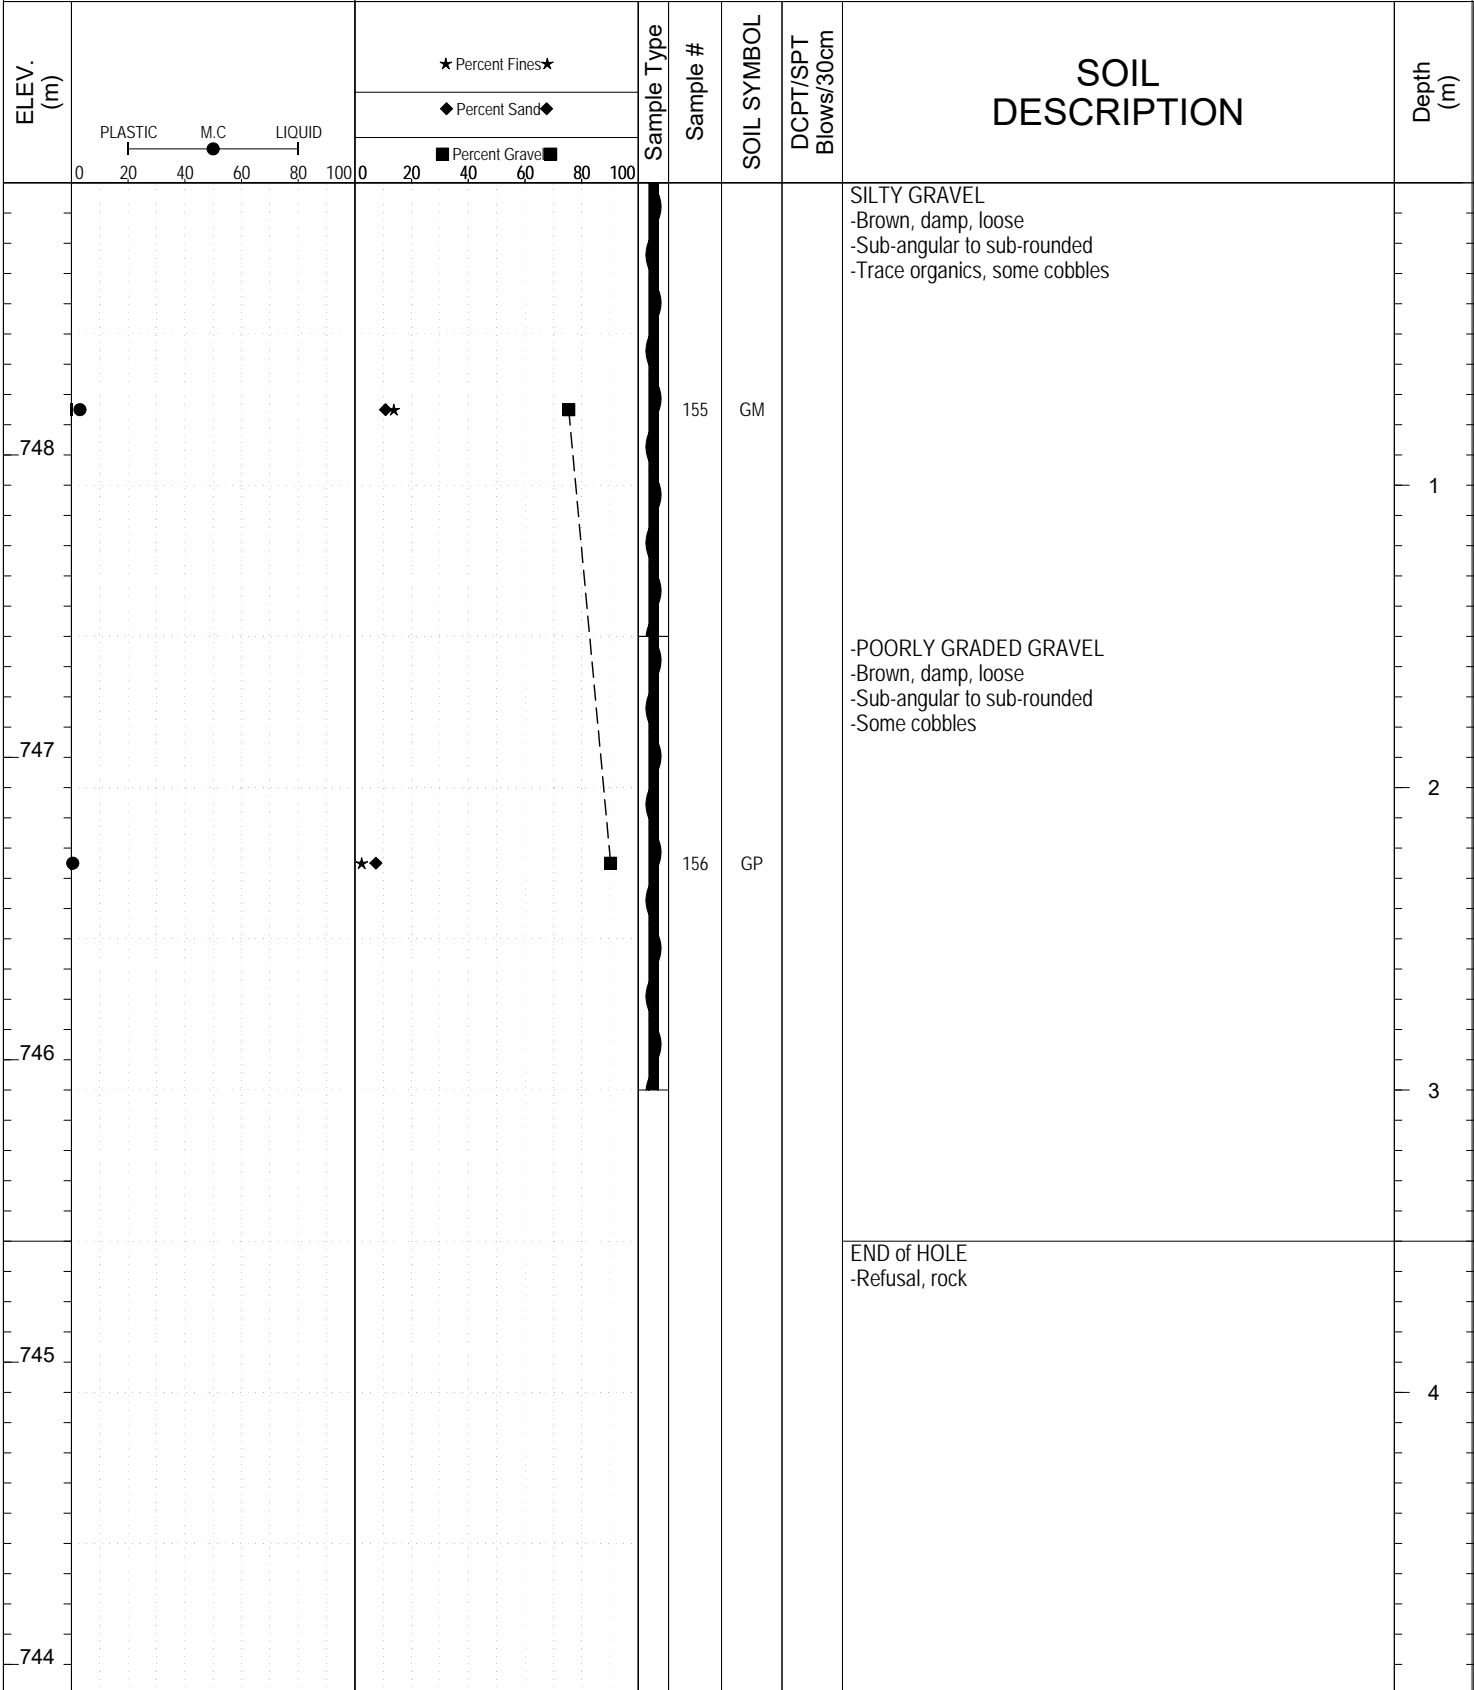 ELEV.
(m)
PLASTIC M.C LIQUID
0 20 40 60 80 100
★ Percent Fines ★
◆ Percent Sand ◆
■ Percent Gravel ■
0 20 40 60 80 100
Sample Type
Sample #
SOIL SYMBOL
DCPT/SPT
Blows/30cm
SOIL
DESCRIPTION
Depth
(m)
SILTY GRAVEL
-Brown, damp, loose
-Sub-angular to sub-rounded
-Trace organics, some cobbles
155 GM
748
1
-POORLY GRADED GRAVEL
-Brown, damp, loose
-Sub-angular to sub-rounded
-Some cobbles
747
2
156 GP
746
3
END of HOLE
-Refusal, rock
745
4
744